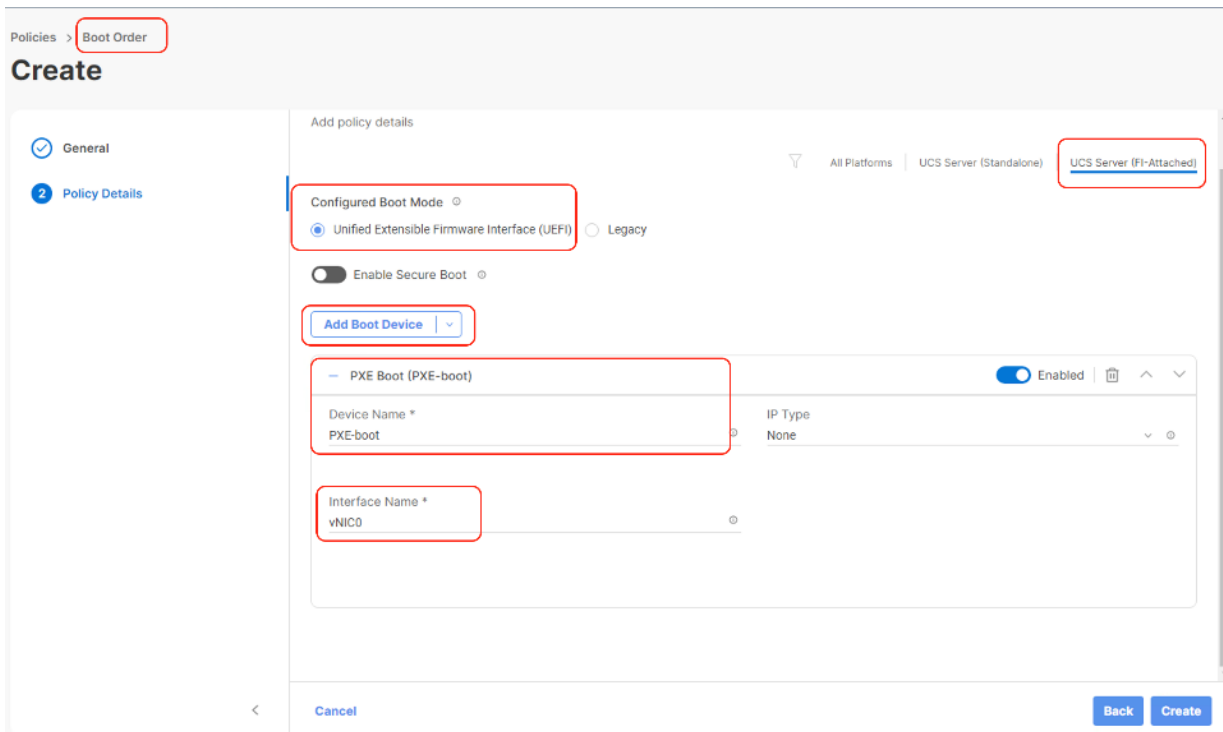 Policies > Boot Order
Create
General
2 Policy Details
Add policy details
All Platforms | UCS Server (Standalone) | UCS Server (FI-Attached)
Configured Boot Mode
Unified Extensible Firmware Interface (UEFI) Legacy
Enable Secure Boot
Add Boot Device
PXE Boot (PXE-boot) Enabled
Device Name * IP Type
PXE-boot None
Interface Name *
vNIC0
Cancel Back Create